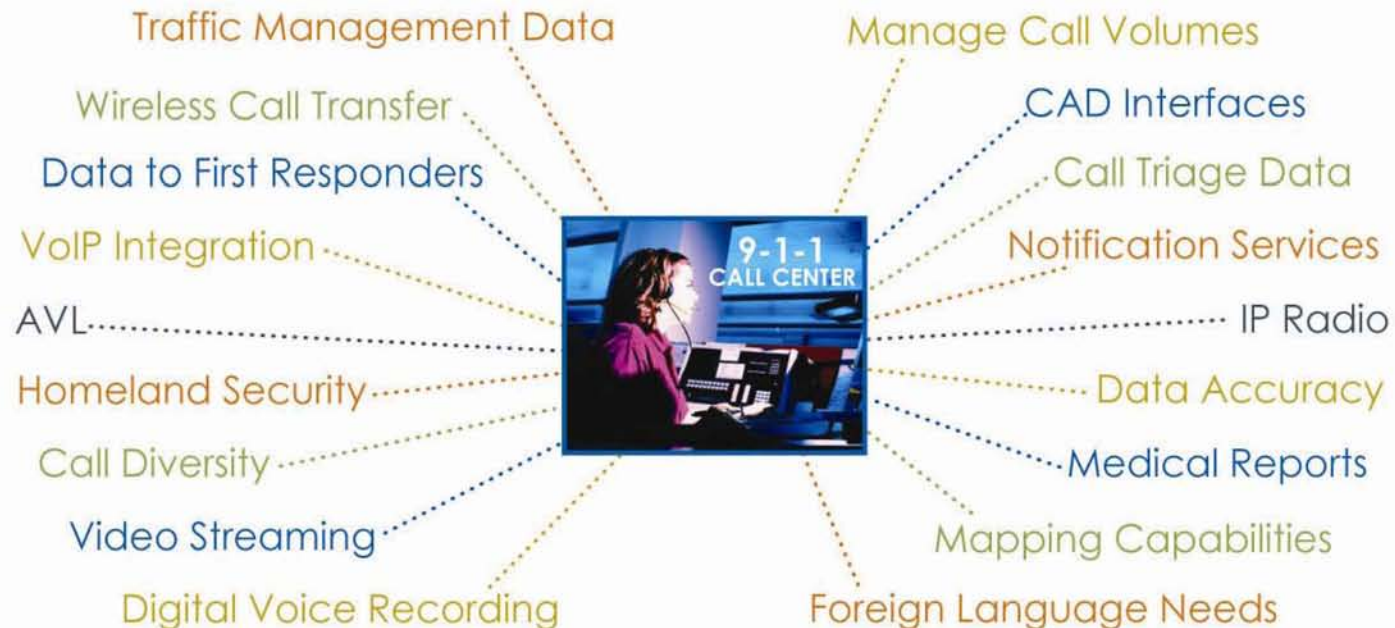 Traffic Management Data
Manage Call Volumes
Wireless Call Transfer
CAD Interfaces
Data to First Responders
Call Triage Data
VoIP Integration
Notification Services
9-1-1
CALL CENTER
AVL
IP Radio
Homeland Security
Data Accuracy
Call Diversity
Medical Reports
Video Streaming
Mapping Capabilities
Digital Voice Recording
Foreign Language Needs